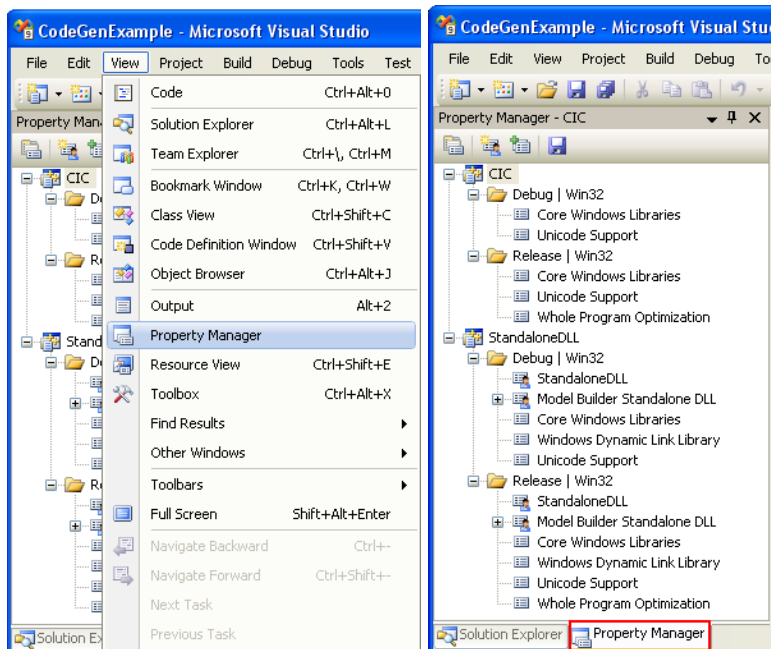 CodeGenExample - Microsoft Visual Studio
File Edit View Project Build Debug Tools Test
Property Man
Code Ctrl+Alt+0
Solution Explorer Ctrl+Alt+L
Team Explorer Ctrl+\, Ctrl+M
Bookmark Window Ctrl+K, Ctrl+W
Class View Ctrl+Shift+C
Code Definition Window Ctrl+Shift+V
Object Browser Ctrl+Alt+J
Output Alt+2
Property Manager
Resource View Ctrl+Shift+E
Toolbox Ctrl+Alt+X
Find Results
Other Windows
Toolbars
Full Screen Shift+Alt+Enter
Navigate Backward Ctrl+-
Navigate Forward Ctrl+Shift+-
Next Task
Previous Task
CIC
De
Re
Stand
De
Re
Solution Ex
CodeGenExample - Microsoft Visual Stu
File Edit View Project Build Debug To
Property Manager - CIC
CIC
Debug | Win32
Core Windows Libraries
Unicode Support
Release | Win32
Core Windows Libraries
Unicode Support
Whole Program Optimization
StandaloneDLL
Debug | Win32
StandaloneDLL
Model Builder Standalone DLL
Core Windows Libraries
Windows Dynamic Link Library
Unicode Support
Release | Win32
StandaloneDLL
Model Builder Standalone DLL
Core Windows Libraries
Windows Dynamic Link Library
Unicode Support
Whole Program Optimization
Solution Explorer Property Manager